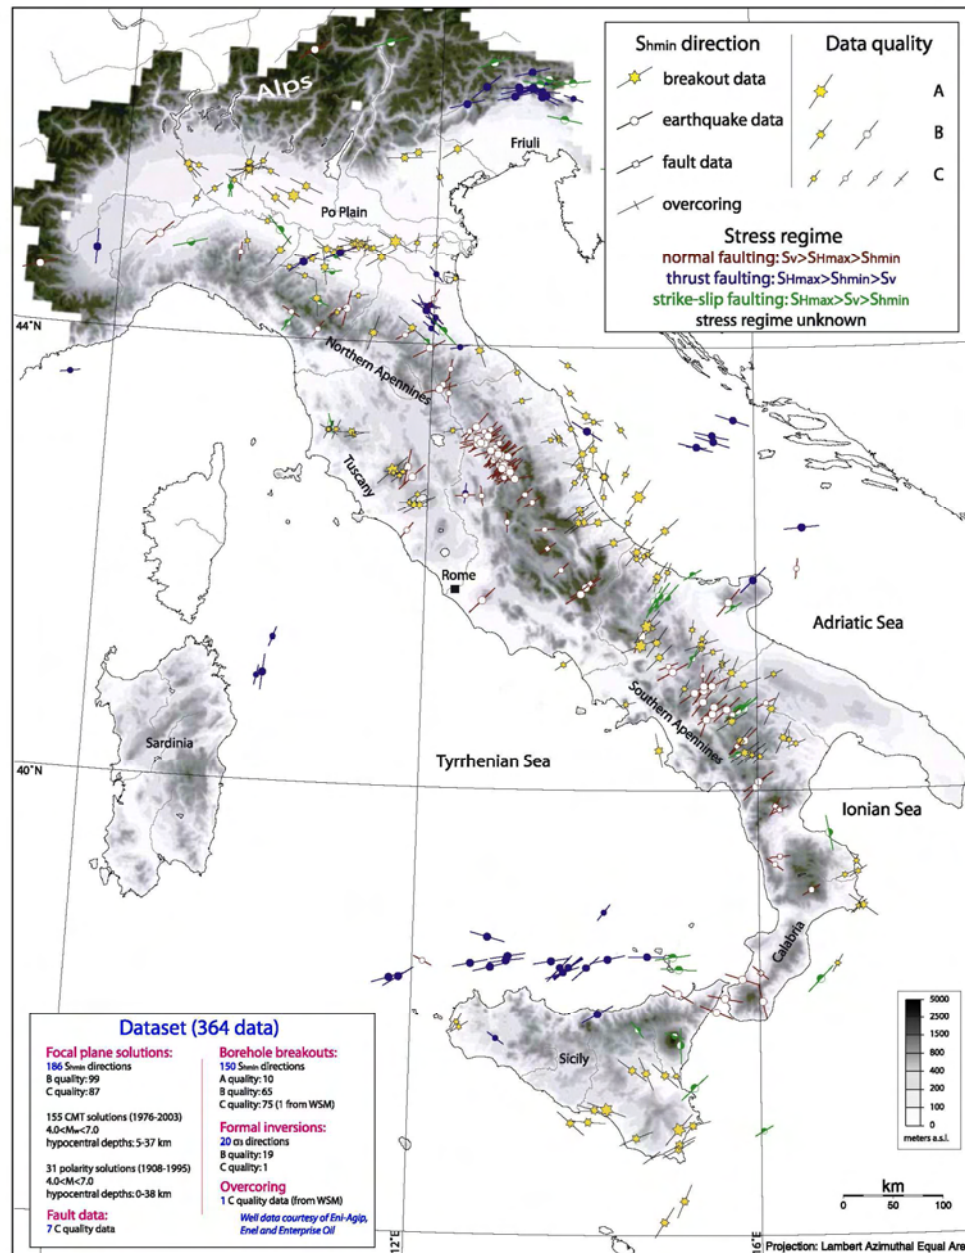 Alps
Friuli
Po Plain
44°N
Northern Apennines
Tuscany
Rome
Adriatic Sea
Sardinia
Southern Apennines
Tyrrhenian Sea
40°N
Ionian Sea
Calabria
Sicily
12°E
16°E
Shmin direction
breakout data
earthquake data
fault data
overcoring
Data quality
A
B
C
Stress regime
normal faulting: Sv>SHmax>Shmin
thrust faulting: SHmax>Shmin>Sv
strike-slip faulting: SHmax>Sv>Shmin
stress regime unknown
Dataset (364 data)
Focal plane solutions:
186 Shmin directions
B quality: 99
C quality: 87
155 CMT solutions (1976-2003)
4.0<Mw<7.0
hypocentral depths: 5-37 km
31 polarity solutions (1908-1995)
4.0<M<7.0
hypocentral depths: 0-38 km
Fault data:
7 C quality data
Borehole breakouts:
150 Shmin directions
A quality: 10
B quality: 65
C quality: 75 (1 from WSM)
Formal inversions:
20 σ3 directions
B quality: 19
C quality: 1
Overcoring
1 C quality data (from WSM)
Well data courtesy of Eni-Agip,
Enel and Enterprise Oil
5000
2500
1500
800
400
200
100
0
meters a.s.l.
km
0 50 100
Projection: Lambert Azimuthal Equal Area